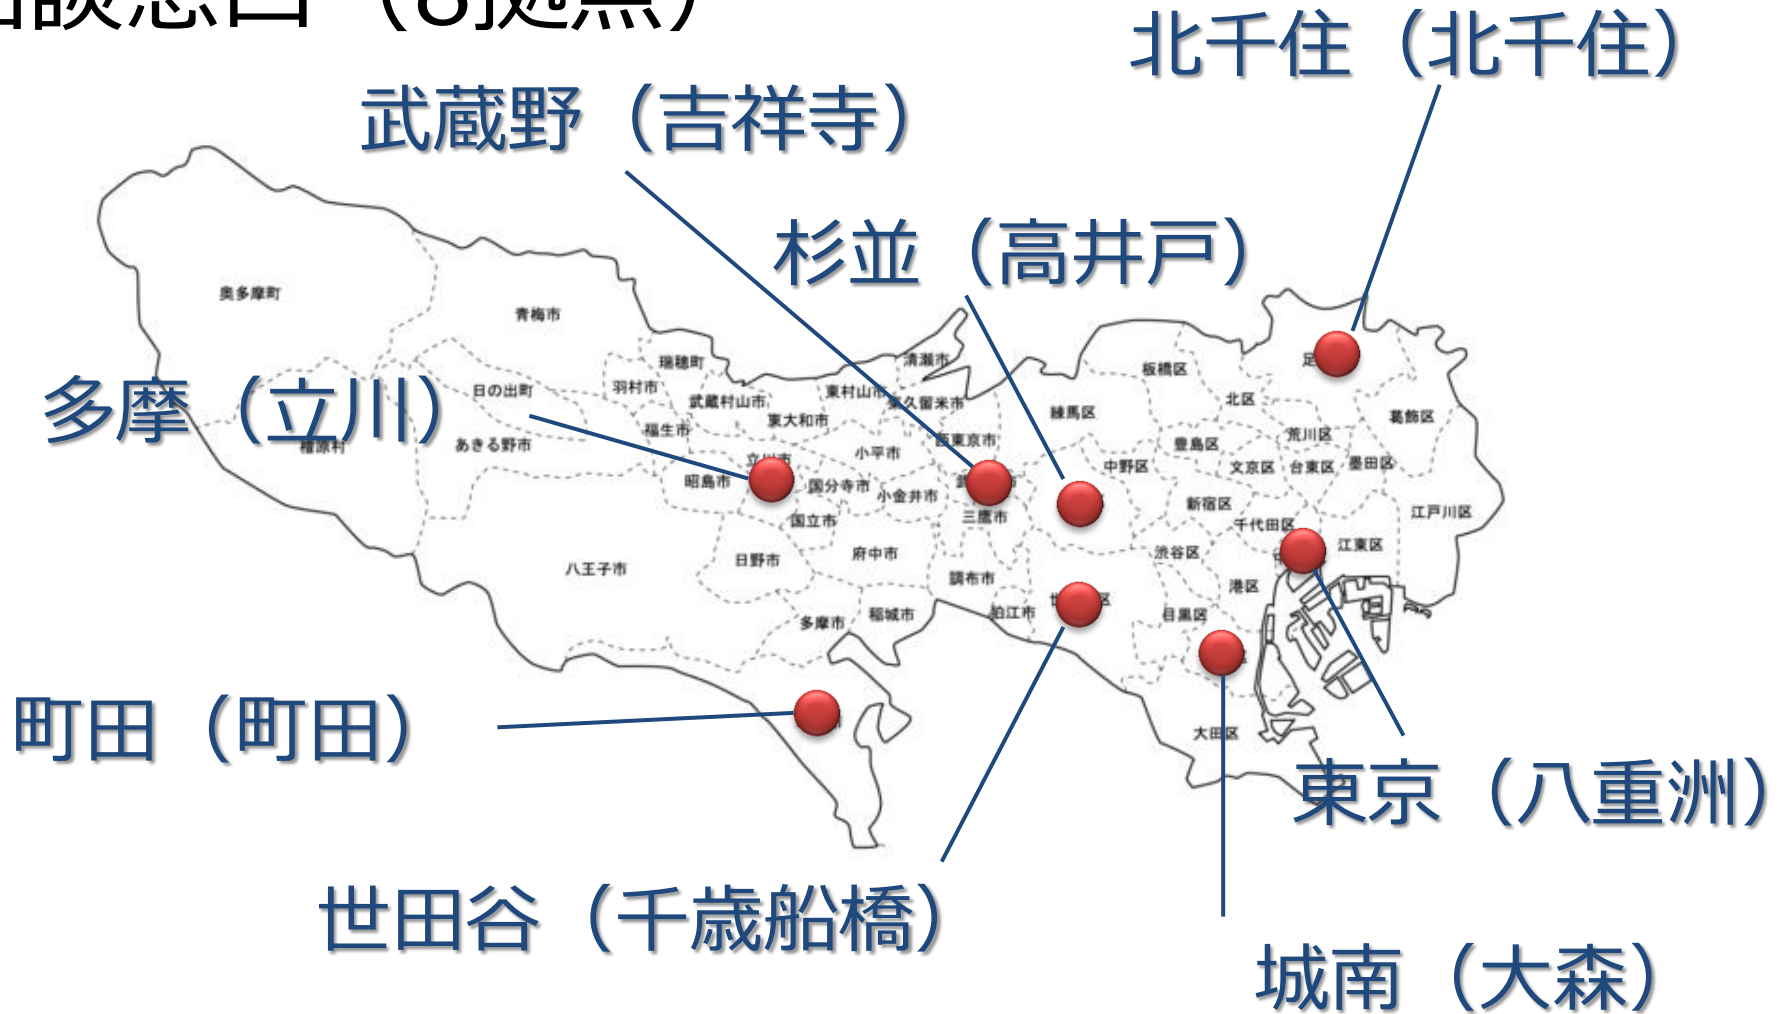 談窓口（8拠点）
北千住（北千住）
武蔵野（吉祥寺）
杉並（高井戸）
多摩（立川）
町田（町田）
世田谷（千歳船橋）
東京（八重洲）
城南（大森）
奥多摩町
青梅市
瑞穂町
清瀬市
板橋区
日の出町
羽村市
武蔵村山市
東村山市
東久留米市
練馬区
北区
葛飾区
東大和市
福生市
檜原村
あきる野市
西東京市
小平市
豊島区
荒川区
中野区
文京区
台東区
墨田区
立川市
昭島市
国分寺市
小金井市
新宿区
江戸川区
国立市
三鷹市
千代田区
日野市
府中市
渋谷区
江東区
八王子市
調布市
港区
多摩市
稲城市
狛江市
目黒区
大田区